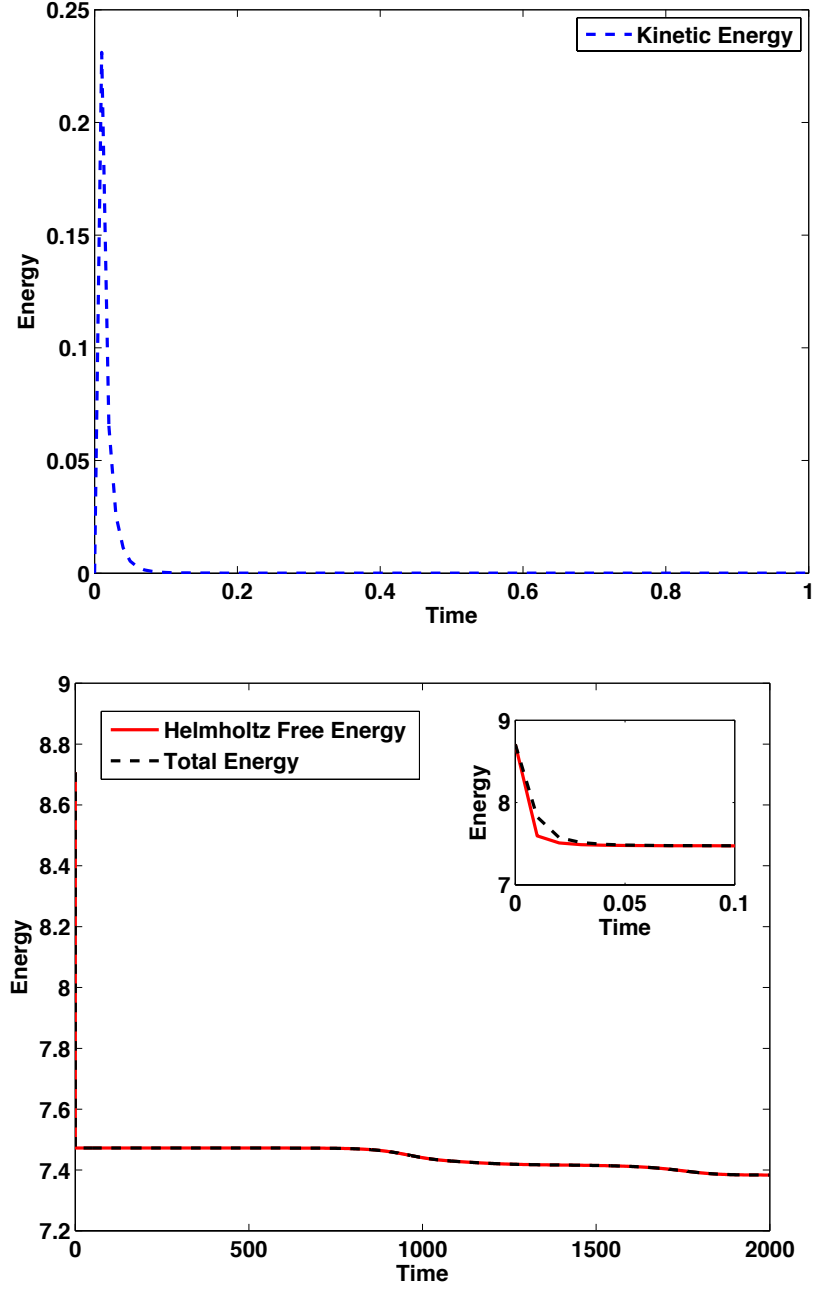 0.25
Kinetic Energy
0.2
0.15
Energy
0.1
0.05
0
0 0.2 0.4 0.6 0.8 1
Time
9
Helmholtz Free Energy
Total Energy
8.8
8.6
8.4
8.2
Energy
8
7.8
7.6
7.4
7.2
0 500 1000 1500 2000
Time
9
Energy
8
7
0 0.05 0.1
Time